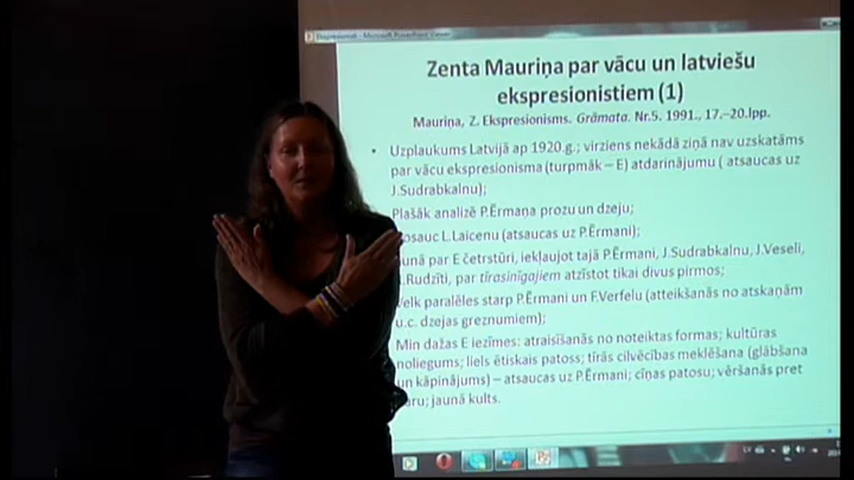 Ekspresionisti - Microsoft PowerPoint Viewer
Zenta Mauriņa par vācu un latviešu
ekspresionistiem (1)
Mauriņa, Z. Ekspresionisms. Grāmata. Nr.5. 1991., 17.–20.lpp.
• Uzplaukums Latvijā ap 1920.g.; virziens nekādā ziņā nav uzskatāms
par vācu ekspresionisma (turpmāk – E) atdarinājumu ( atsaucas uz
J.Sudrabkalnu);
Plašāk analizē P.Ērmaņa prozu un dzeju;
osauc L.Laicenu (atsaucas uz P.Ērmani);
unā par E četrstūri, iekļaujot tajā P.Ērmani, J.Sudrabkalnu, J.Veseli,
.Rudzīti, par tīrasinīgajiem atzīstot tikai divus pirmos;
elk paralēles starp P.Ērmani un F.Verfelu (atteikšanās no atskaņām
u.c. dzejas greznumiem);
Min dažas E iezīmes: atraisīšanās no noteiktas formas; kultūras
noliegums; liels ētiskais patoss; tīrās cilvēcības meklēšana (glābšana
un kāpinājums) – atsaucas uz P.Ērmani; cīņas patosu; vēršanās pret
aru; jaunā kults.
LV